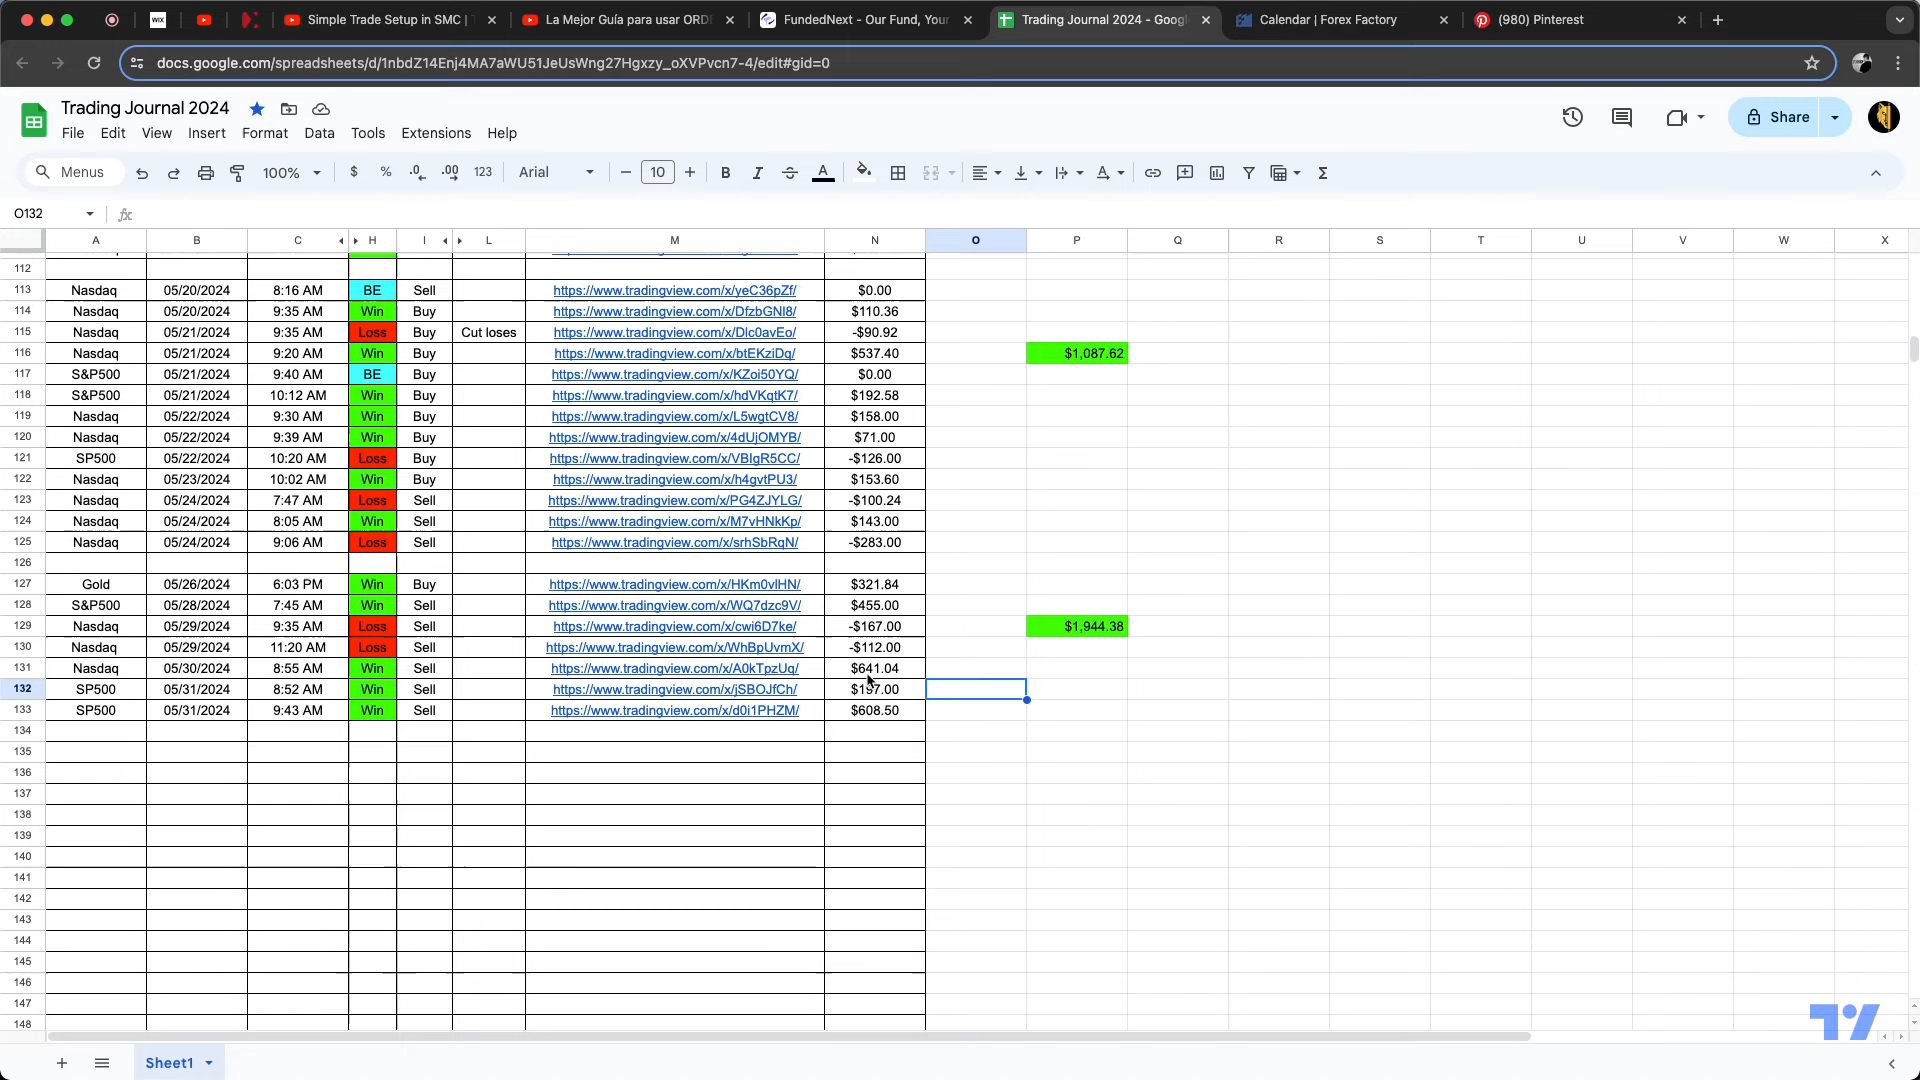 WIX
Simple Trade Setup in SMC | T
La Mejor Guía para usar ORDE
FundedNext - Our Fund, Your
Trading Journal 2024 - Google
Calendar | Forex Factory
(980) Pinterest
docs.google.com/spreadsheets/d/1nbdZ14Enj4MA7aWU51JeUsWng27Hgxzy_oXVPvcn7-4/edit#gid=0
Trading Journal 2024
Share
File Edit View Insert Format Data Tools Extensions Help
Menus 100% $ % .0 .00 123 Arial 10 B I A
O132 fx
A B C H I L M N O P Q R S T U V W X
112
113 Nasdaq 05/20/2024 8:16 AM BE Sell https://www.tradingview.com/x/yeC36pZf/ $0.00
114 Nasdaq 05/20/2024 9:35 AM Win Buy https://www.tradingview.com/x/DfzbGNl8/ $110.36
115 Nasdaq 05/21/2024 9:35 AM Loss Buy Cut loses https://www.tradingview.com/x/Dlc0avEo/ -$90.92
116 Nasdaq 05/21/2024 9:20 AM Win Buy https://www.tradingview.com/x/btEKziDq/ $537.40 $1,087.62
117 S&P500 05/21/2024 9:40 AM BE Buy https://www.tradingview.com/x/KZoi50YQ/ $0.00
118 S&P500 05/21/2024 10:12 AM Win Buy https://www.tradingview.com/x/hdVKqtK7/ $192.58
119 Nasdaq 05/22/2024 9:30 AM Win Buy https://www.tradingview.com/x/L5wgtCV8/ $158.00
120 Nasdaq 05/22/2024 9:39 AM Win Buy https://www.tradingview.com/x/4dUjOMYB/ $71.00
121 SP500 05/22/2024 10:20 AM Loss Buy https://www.tradingview.com/x/VBIgR5CC/ -$126.00
122 Nasdaq 05/23/2024 10:02 AM Win Buy https://www.tradingview.com/x/h4gvtPU3/ $153.60
123 Nasdaq 05/24/2024 7:47 AM Loss Sell https://www.tradingview.com/x/PG4ZJYLG/ -$100.24
124 Nasdaq 05/24/2024 8:05 AM Win Sell https://www.tradingview.com/x/M7vHNkKp/ $143.00
125 Nasdaq 05/24/2024 9:06 AM Loss Sell https://www.tradingview.com/x/srhSbRqN/ -$283.00
126
127 Gold 05/26/2024 6:03 PM Win Buy https://www.tradingview.com/x/HKm0vlHN/ $321.84
128 S&P500 05/28/2024 7:45 AM Win Sell https://www.tradingview.com/x/WQ7dzc9V/ $455.00
129 Nasdaq 05/29/2024 9:35 AM Loss Sell https://www.tradingview.com/x/cwi6D7ke/ -$167.00 $1,944.38
130 Nasdaq 05/29/2024 11:20 AM Loss Sell https://www.tradingview.com/x/WhBpUvmX/ -$112.00
131 Nasdaq 05/30/2024 8:55 AM Win Sell https://www.tradingview.com/x/A0kTpzUq/ $641.04
132 SP500 05/31/2024 8:52 AM Win Sell https://www.tradingview.com/x/jSBOJfCh/ $197.00
133 SP500 05/31/2024 9:43 AM Win Sell https://www.tradingview.com/x/d0i1PHZM/ $608.50
134
135
136
137
138
139
140
141
142
143
144
145
146
147
148
Sheet1